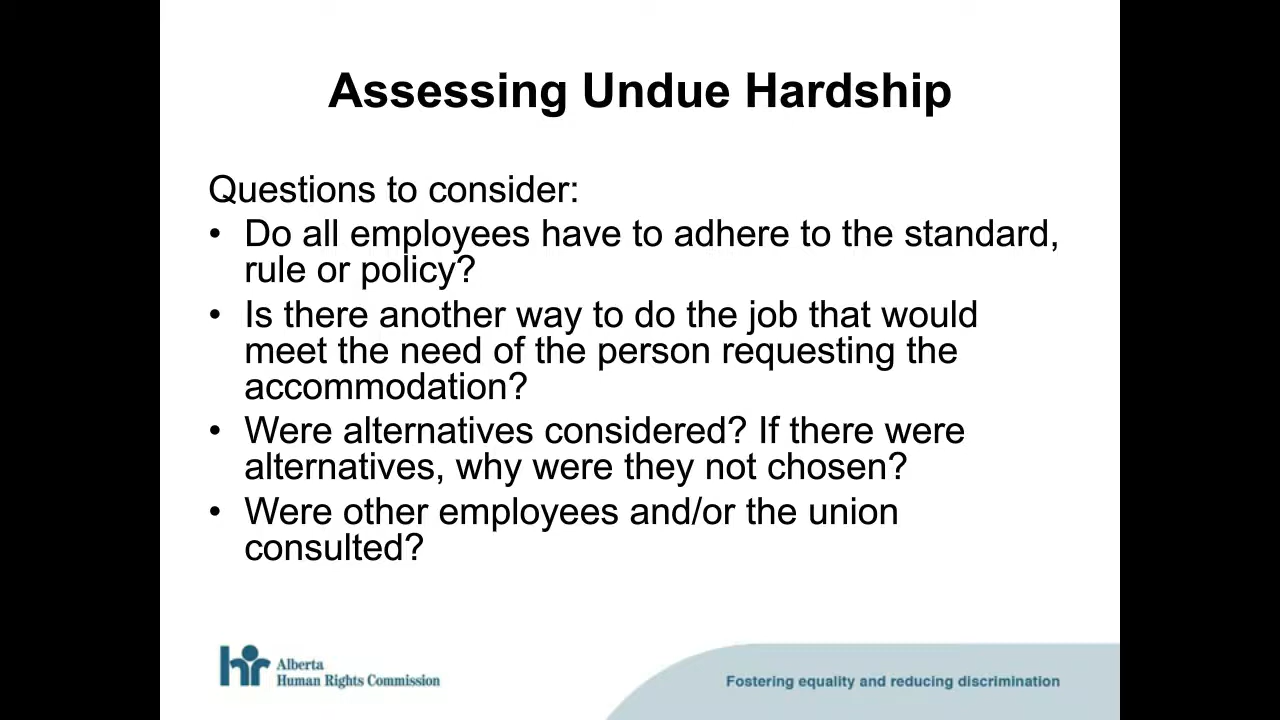 Assessing Undue Hardship
Questions to consider:
• Do all employees have to adhere to the standard,
rule or policy?
• Is there another way to do the job that would
meet the need of the person requesting the
accommodation?
• Were alternatives considered? If there were
alternatives, why were they not chosen?
• Were other employees and/or the union
consulted?
hr Alberta
Human Rights Commission
Fostering equality and reducing discrimination